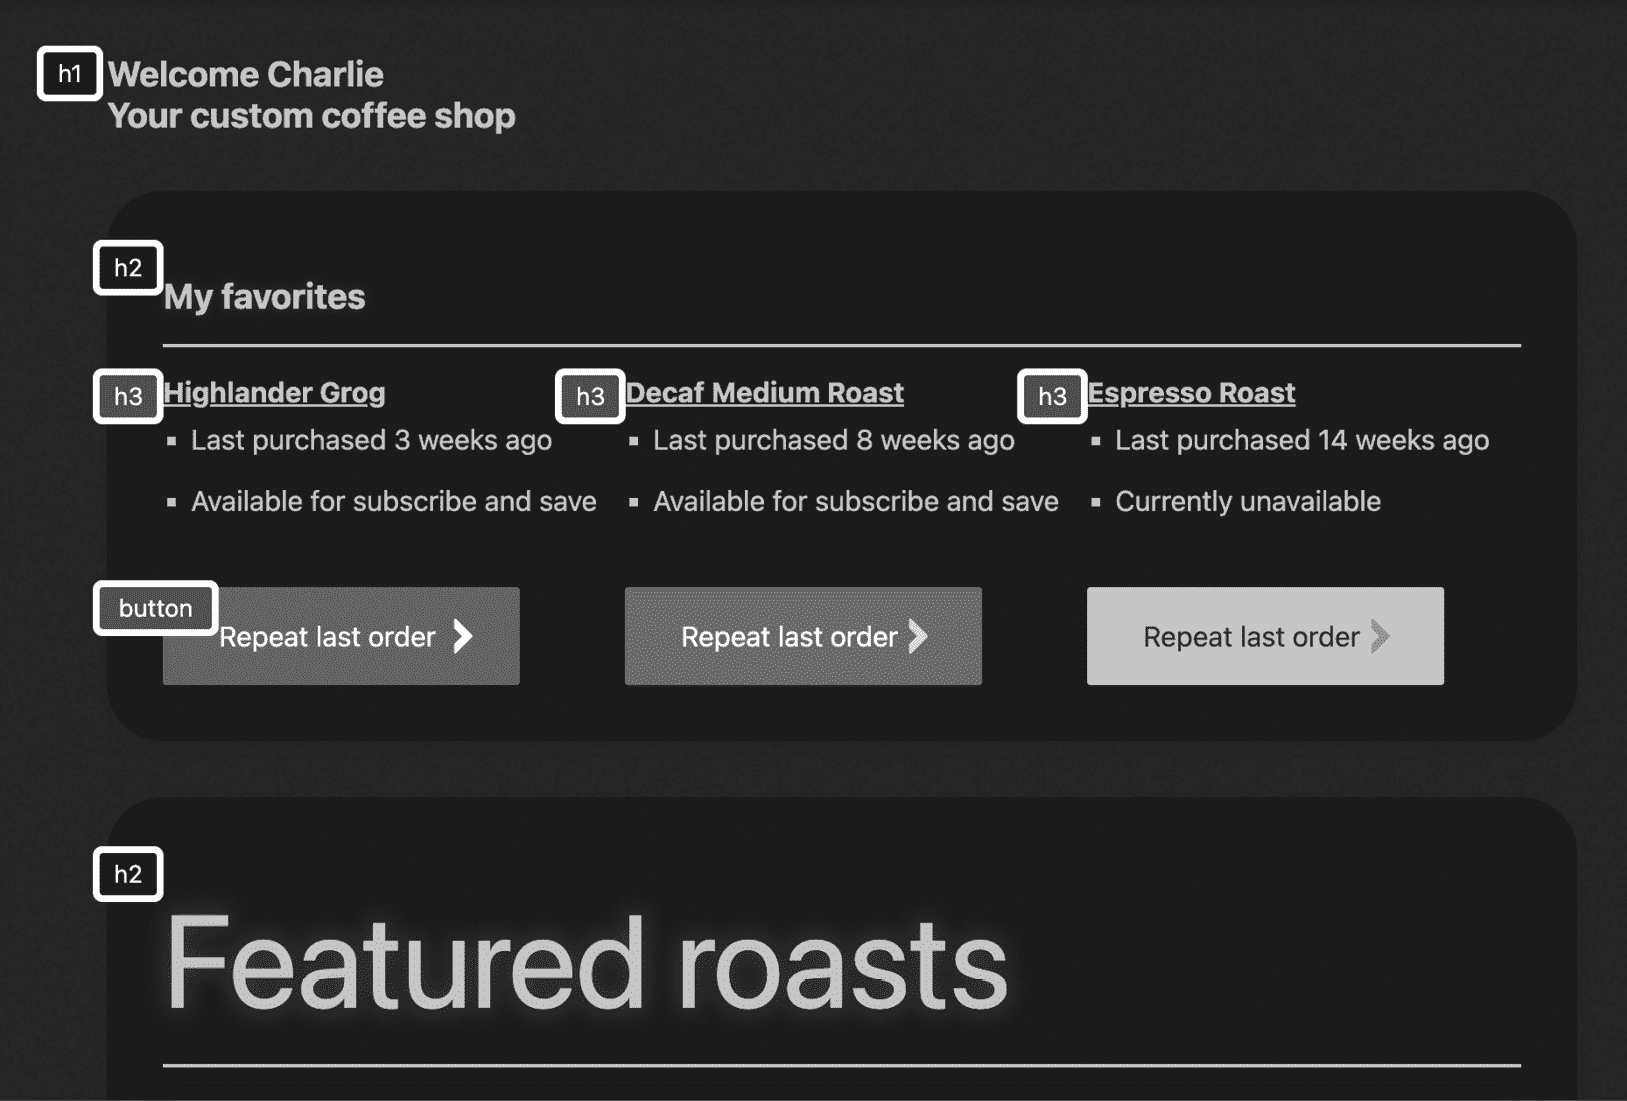 h1
Welcome Charlie
Your custom coffee shop
h2
My favorites
h3
Highlander Grog
▪ Last purchased 3 weeks ago
▪ Available for subscribe and save
h3
Decaf Medium Roast
▪ Last purchased 8 weeks ago
▪ Available for subscribe and save
h3
Espresso Roast
▪ Last purchased 14 weeks ago
▪ Currently unavailable
button
Repeat last order
Repeat last order
Repeat last order
h2
Featured roasts